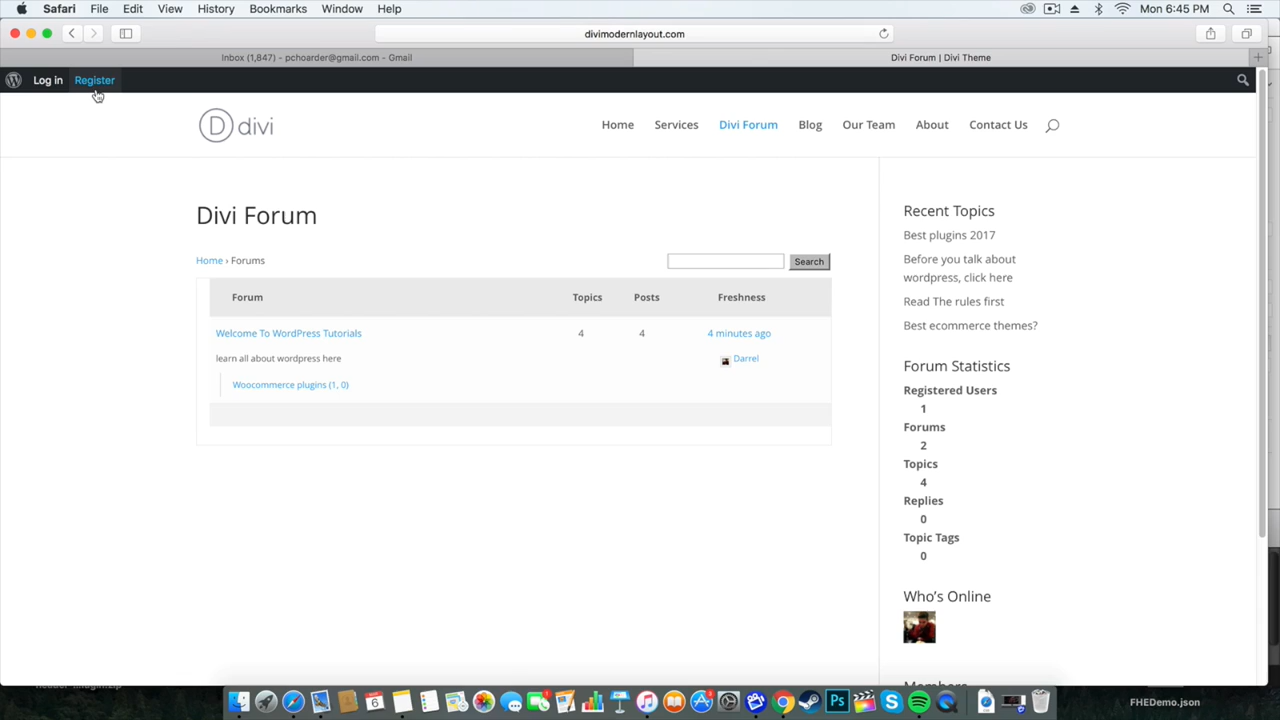 Safari File Edit View History Bookmarks Window Help Mon 6:45 PM
divimodernlayout.com
Inbox (1,847) - pchoarder@gmail.com - Gmail Divi Forum | Divi Theme
Log in Register
D divi Home Services Divi Forum Blog Our Team About Contact Us
Divi Forum
Home › Forums Search
Forum Topics Posts Freshness
Welcome To WordPress Tutorials 4 4 4 minutes ago
learn all about wordpress here Darrel
Woocommerce plugins (1, 0)
Recent Topics
Best plugins 2017
Before you talk about
wordpress, click here
Read The rules first
Best ecommerce themes?
Forum Statistics
Registered Users
1
Forums
2
Topics
4
Replies
0
Topic Tags
0
Who's Online
Ps
FHEDemo.json